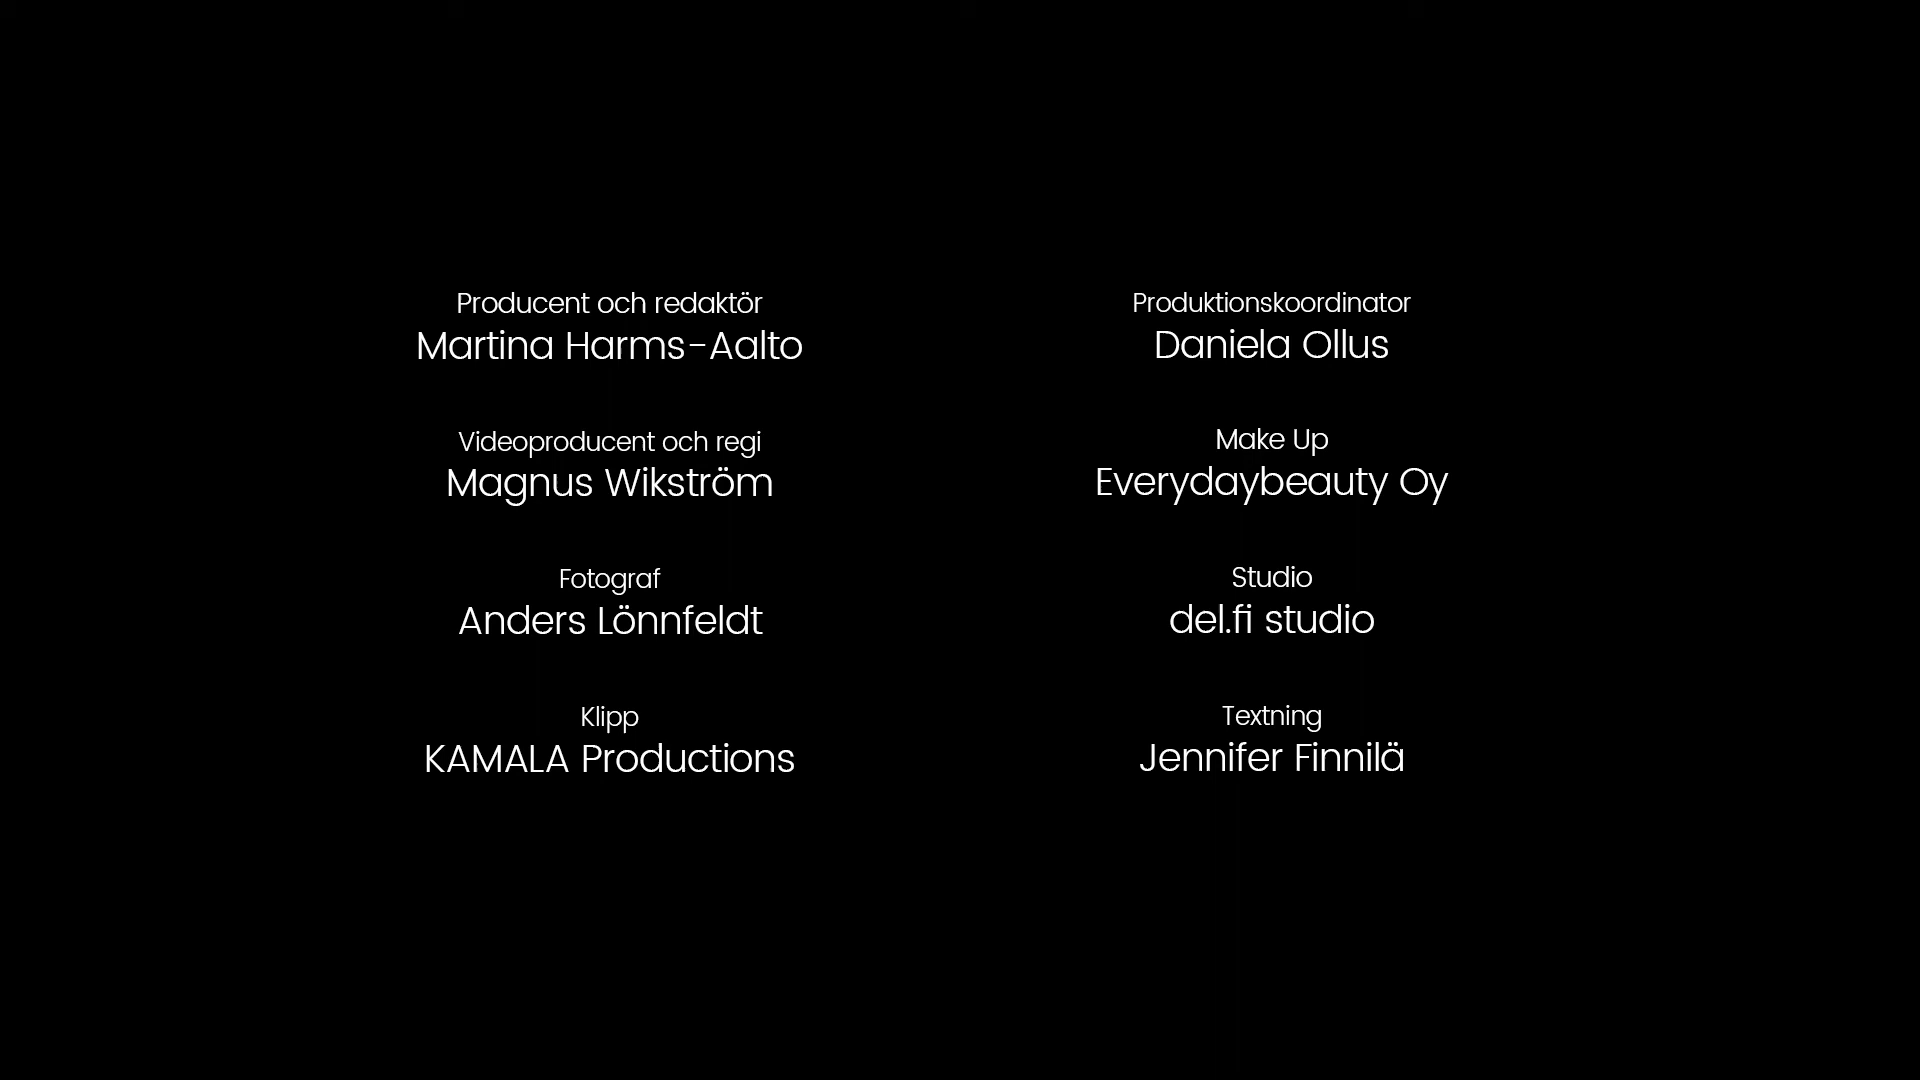 Producent och redaktör
Martina Harms-Aalto
Videoproducent och regi
Magnus Wikström
Fotograf
Anders Lönnfeldt
Klipp
KAMALA Productions
Produktionskoordinator
Daniela Ollus
Make Up
Everydaybeauty Oy
Studio
del.fi studio
Textning
Jennifer Finnilä